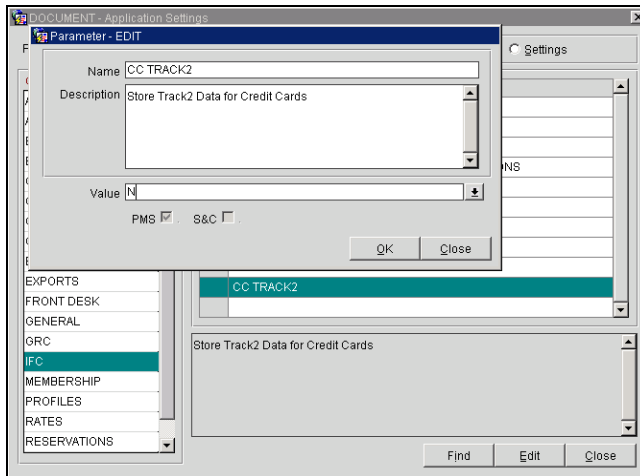 DOCUMENT - Application Settings
Parameter - EDIT
Settings
Name CC TRACK2
Description Store Track2 Data for Credit Cards
NS
Value N
PMS . S&C .
OK Close
EXPORTS
FRONT DESK
GENERAL
GRC
IFC
MEMBERSHIP
PROFILES
RATES
RESERVATIONS
CC TRACK2
Store Track2 Data for Credit Cards
Find Edit Close